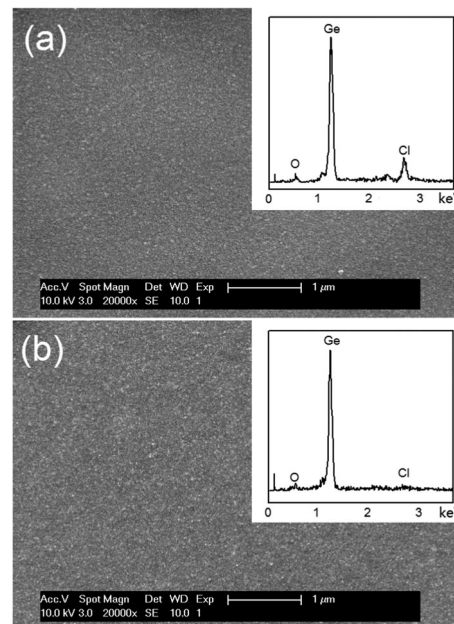 (a)
Ge
O
Cl
0 1 2 3 ke
Acc.V Spot Magn Det WD Exp
10.0 kV 3.0 20000x SE 10.0 1 1 μm
(b)
Ge
O
Cl
0 1 2 3 ke
Acc.V Spot Magn Det WD Exp
10.0 kV 3.0 20000x SE 10.0 1 1 μm